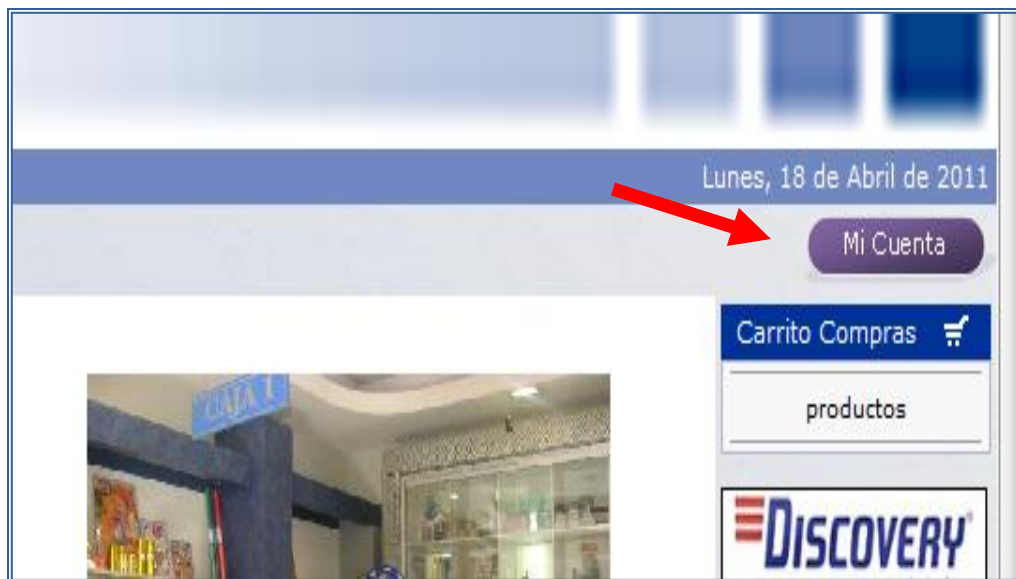 Lunes, 18 de Abril de 2011
Mi Cuenta
Carrito Compras
productos
CAJA 1
DISCOVERY